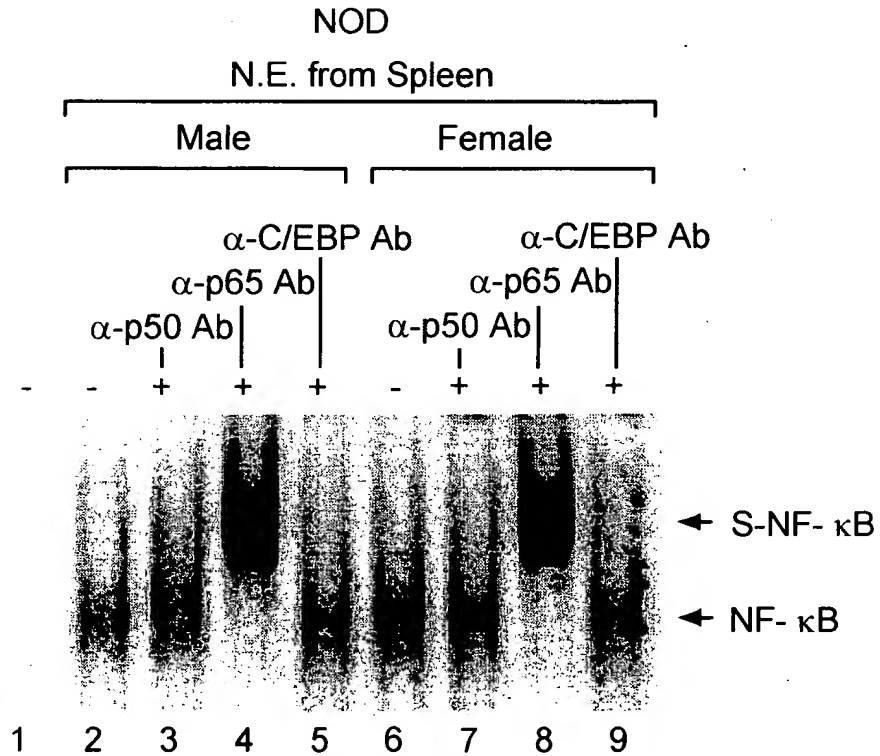 NOD
N.E. from Spleen
Male Female
α-C/EBP Ab α-C/EBP Ab
α-p65 Ab α-p65 Ab
α-p50 Ab α-p50 Ab
- - + + + - + + +
S-NF- κB
NF- κB
1 2 3 4 5 6 7 8 9